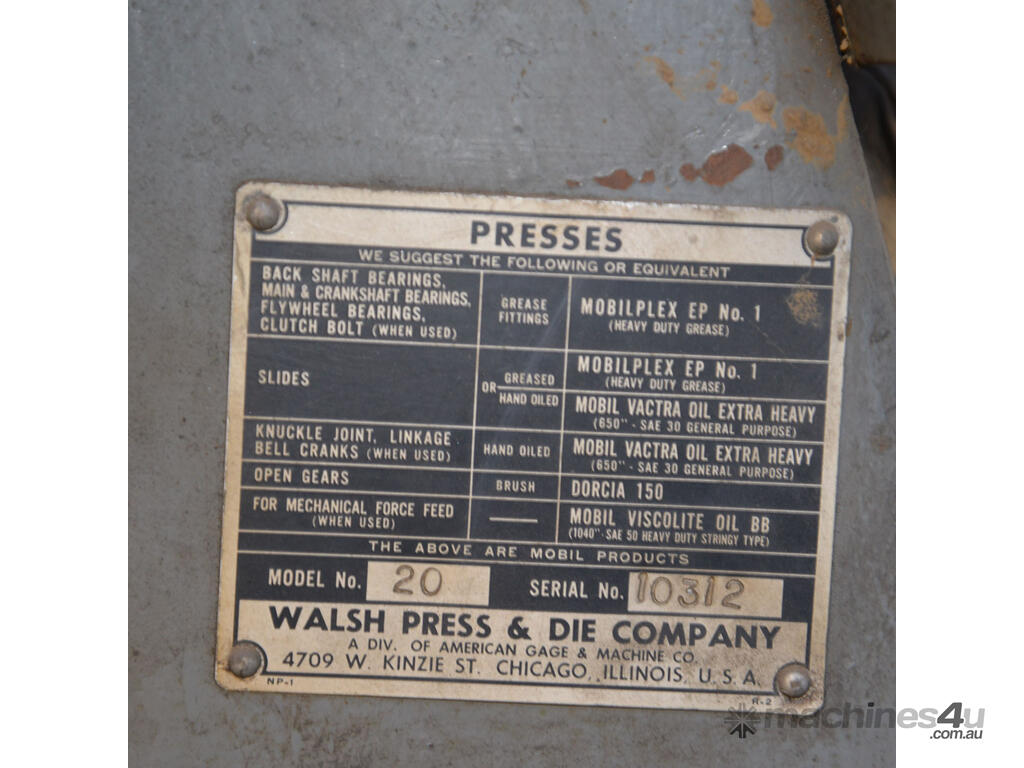 PRESSES
WE SUGGEST THE FOLLOWING OR EQUIVALENT
BACK SHAFT BEARINGS,
MAIN & CRANKSHAFT BEARINGS,
FLYWHEEL BEARINGS,
CLUTCH BOLT (WHEN USED)
GREASE
FITTINGS
MOBILPLEX EP No. 1
(HEAVY DUTY GREASE)
SLIDES
GREASED
OR
HAND OILED
MOBILPLEX EP No. 1
(HEAVY DUTY GREASE)
MOBIL VACTRA OIL EXTRA HEAVY
(650" - SAE 30 GENERAL PURPOSE)
KNUCKLE JOINT, LINKAGE
BELL CRANKS (WHEN USED)
HAND OILED
MOBIL VACTRA OIL EXTRA HEAVY
(650" - SAE 30 GENERAL PURPOSE)
OPEN GEARS
BRUSH
DORCIA 150
FOR MECHANICAL FORCE FEED
(WHEN USED)
MOBIL VISCOLITE OIL BB
(1040" - SAE 50 HEAVY DUTY STRINGY TYPE)
THE ABOVE ARE MOBIL PRODUCTS
MODEL No. 20 SERIAL No. 10312
WALSH PRESS & DIE COMPANY
A DIV. OF AMERICAN GAGE & MACHINE CO.
4709 W. KINZIE ST. CHICAGO, ILLINOIS, U.S.A.
NP-1
R-2
machines4u
.com.au